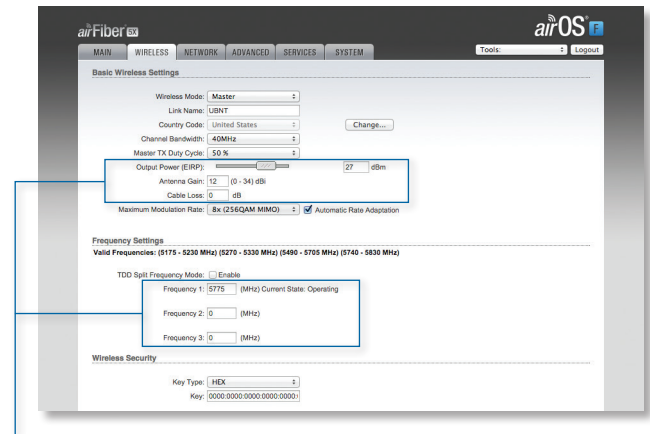 airFiber 5X
airOS F
MAIN WIRELESS NETWORK ADVANCED SERVICES SYSTEM Tools: Logout
Basic Wireless Settings
Wireless Mode: Master
Link Name: UBNT
Country Code: United States Change...
Channel Bandwidth: 40MHz
Master TX Duty Cycle: 50 %
Output Power (EIRP): 27 dBm
Antenna Gain: 12 (0 - 34) dBi
Cable Loss: 0 dB
Maximum Modulation Rate: 8x (256QAM MIMO) Automatic Rate Adaptation
Frequency Settings
Valid Frequencies: (5175 - 5230 MHz) (5270 - 5330 MHz) (5490 - 5705 MHz) (5740 - 5830 MHz)
TDD Split Frequency Mode: Enable
Frequency 1: 5775 (MHz) Current State: Operating
Frequency 2: 0 (MHz)
Frequency 3: 0 (MHz)
Wireless Security
Key Type: HEX
Key: 0000:0000:0000:0000:0000: